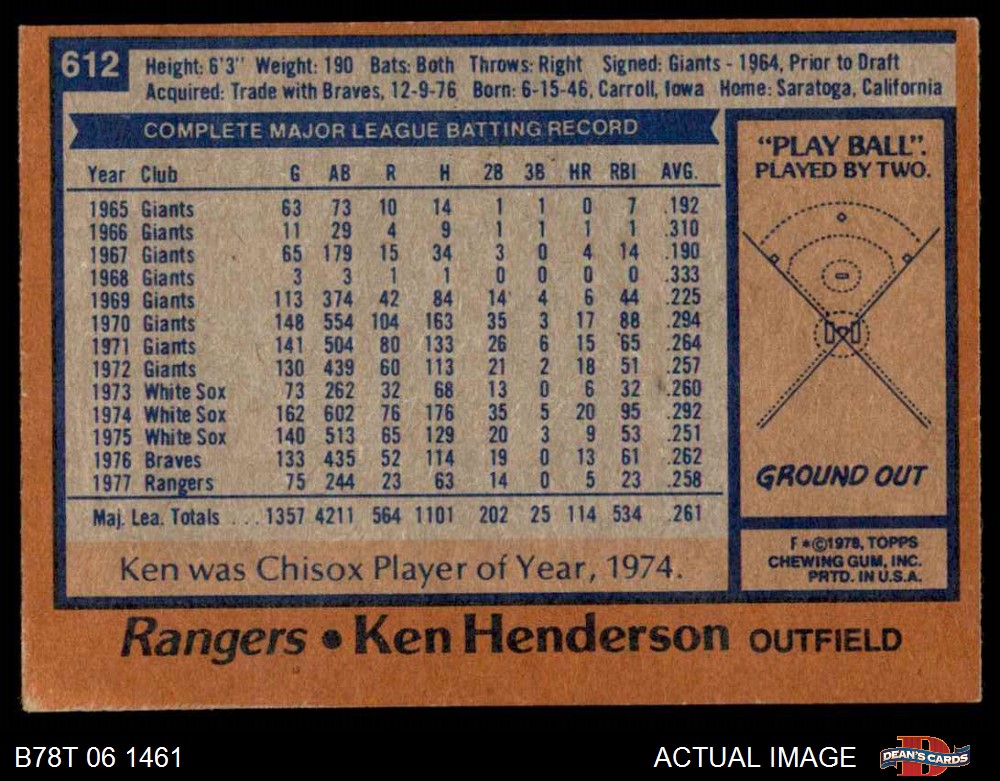 612
Height: 6'3" Weight: 190 Bats: Both Throws: Right Signed: Giants - 1964, Prior to Draft
Acquired: Trade with Braves, 12-9-76 Born: 6-15-46, Carroll, Iowa Home: Saratoga, California
COMPLETE MAJOR LEAGUE BATTING RECORD
Year Club G AB R H 2B 3B HR RBI AVG.
1965 Giants 63 73 10 14 1 1 0 7 .192
1966 Giants 11 29 4 9 1 1 1 1 .310
1967 Giants 65 179 15 34 3 0 4 14 .190
1968 Giants 3 3 1 1 0 0 0 0 .333
1969 Giants 113 374 42 84 14 4 6 44 .225
1970 Giants 148 554 104 163 35 3 17 88 .294
1971 Giants 141 504 80 133 26 6 15 65 .264
1972 Giants 130 439 60 113 21 2 18 51 .257
1973 White Sox 73 262 32 68 13 0 6 32 .260
1974 White Sox 162 602 76 176 35 5 20 95 .292
1975 White Sox 140 513 65 129 20 3 9 53 .251
1976 Braves 133 435 52 114 19 0 13 61 .262
1977 Rangers 75 244 23 63 14 0 5 23 .258
Maj. Lea. Totals ... 1357 4211 564 1101 202 25 114 534 .261
Ken was Chisox Player of Year, 1974.
"PLAY BALL".
PLAYED BY TWO.
GROUND OUT
F *©1978, TOPPS
CHEWING GUM, INC.
PRTD. IN U.S.A.
Rangers • Ken Henderson OUTFIELD
B78T 06 1461
ACTUAL IMAGE
DEAN'S CARDS